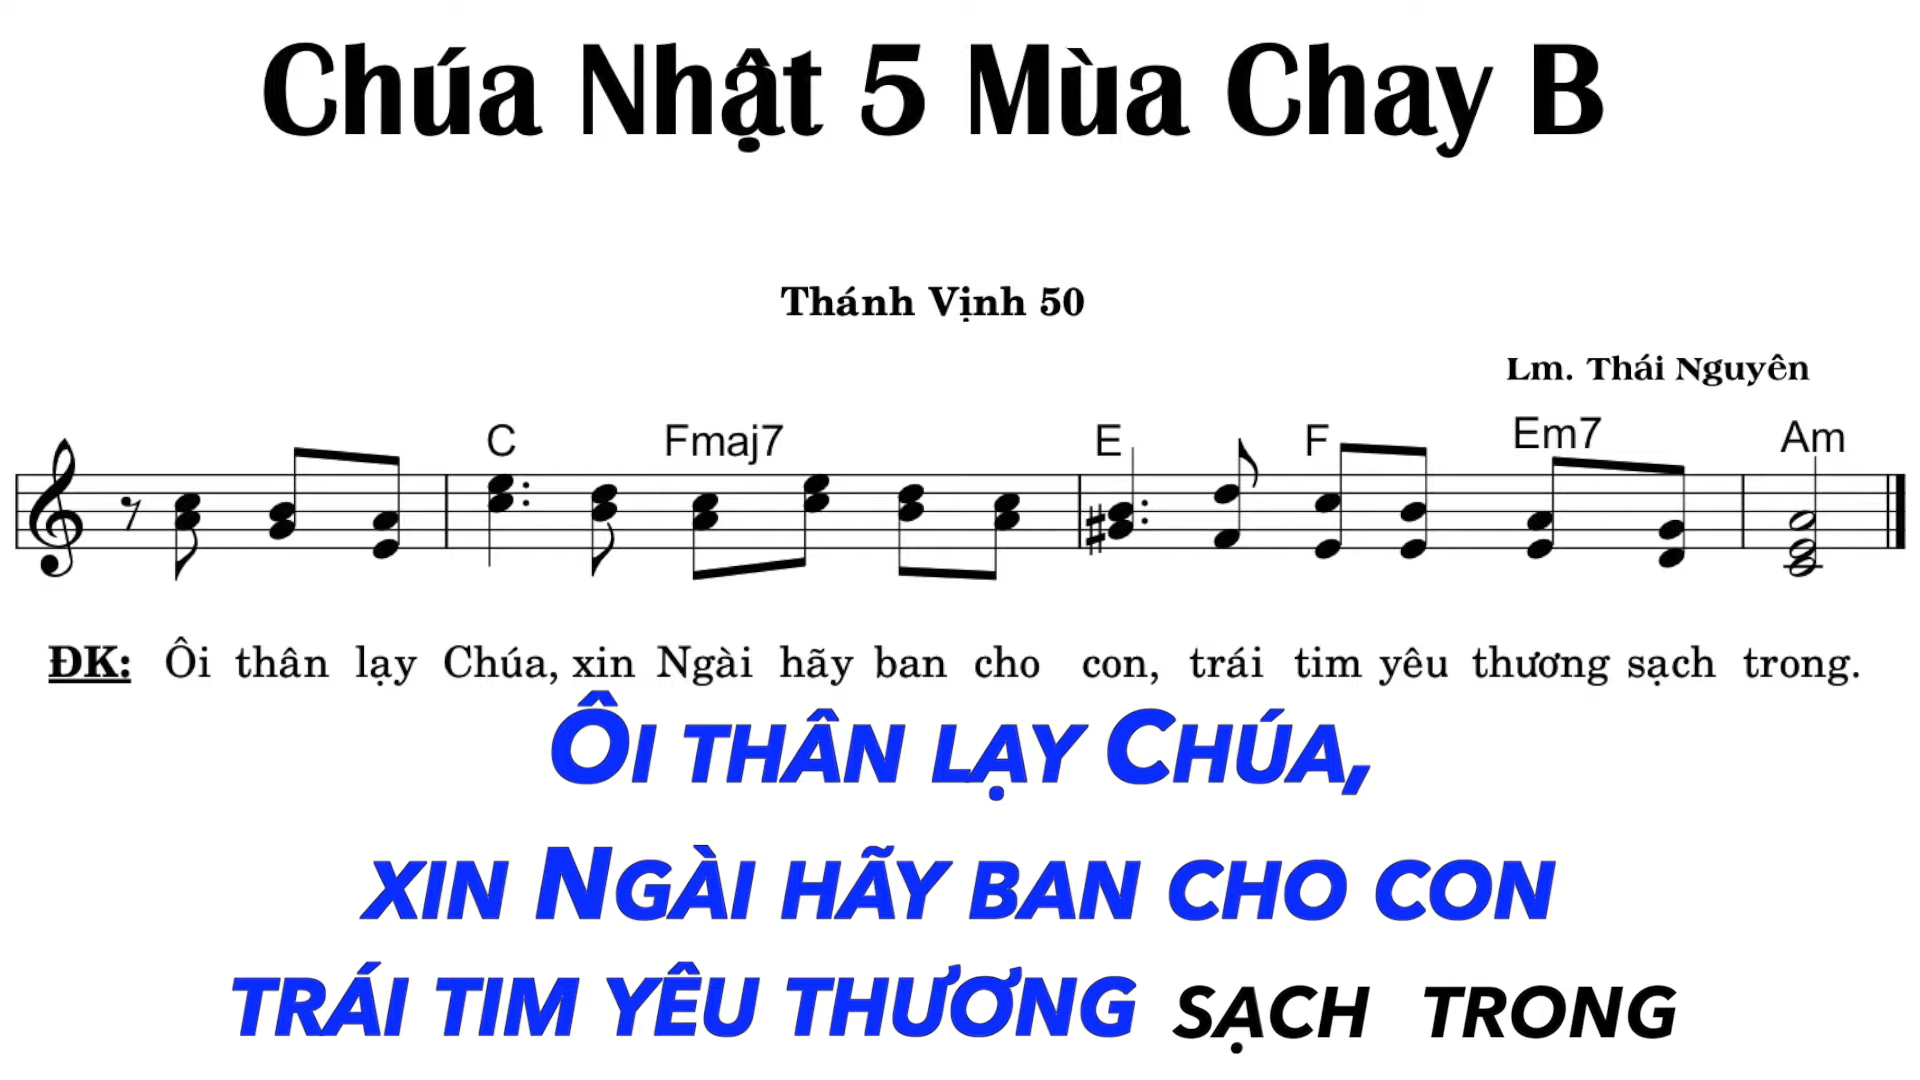 Chúa Nhật 5 Mùa Chay B
Thánh Vịnh 50
Lm. Thái Nguyên
C Fmaj7 E F Em7 Am
ĐK: Ôi thân lạy Chúa, xin Ngài hãy ban cho con, trái tim yêu thương sạch trong.
ÔI THÂN LẠY CHÚA,
XIN NGÀI HÃY BAN CHO CON
TRÁI TIM YÊU THƯƠNG SẠCH TRONG